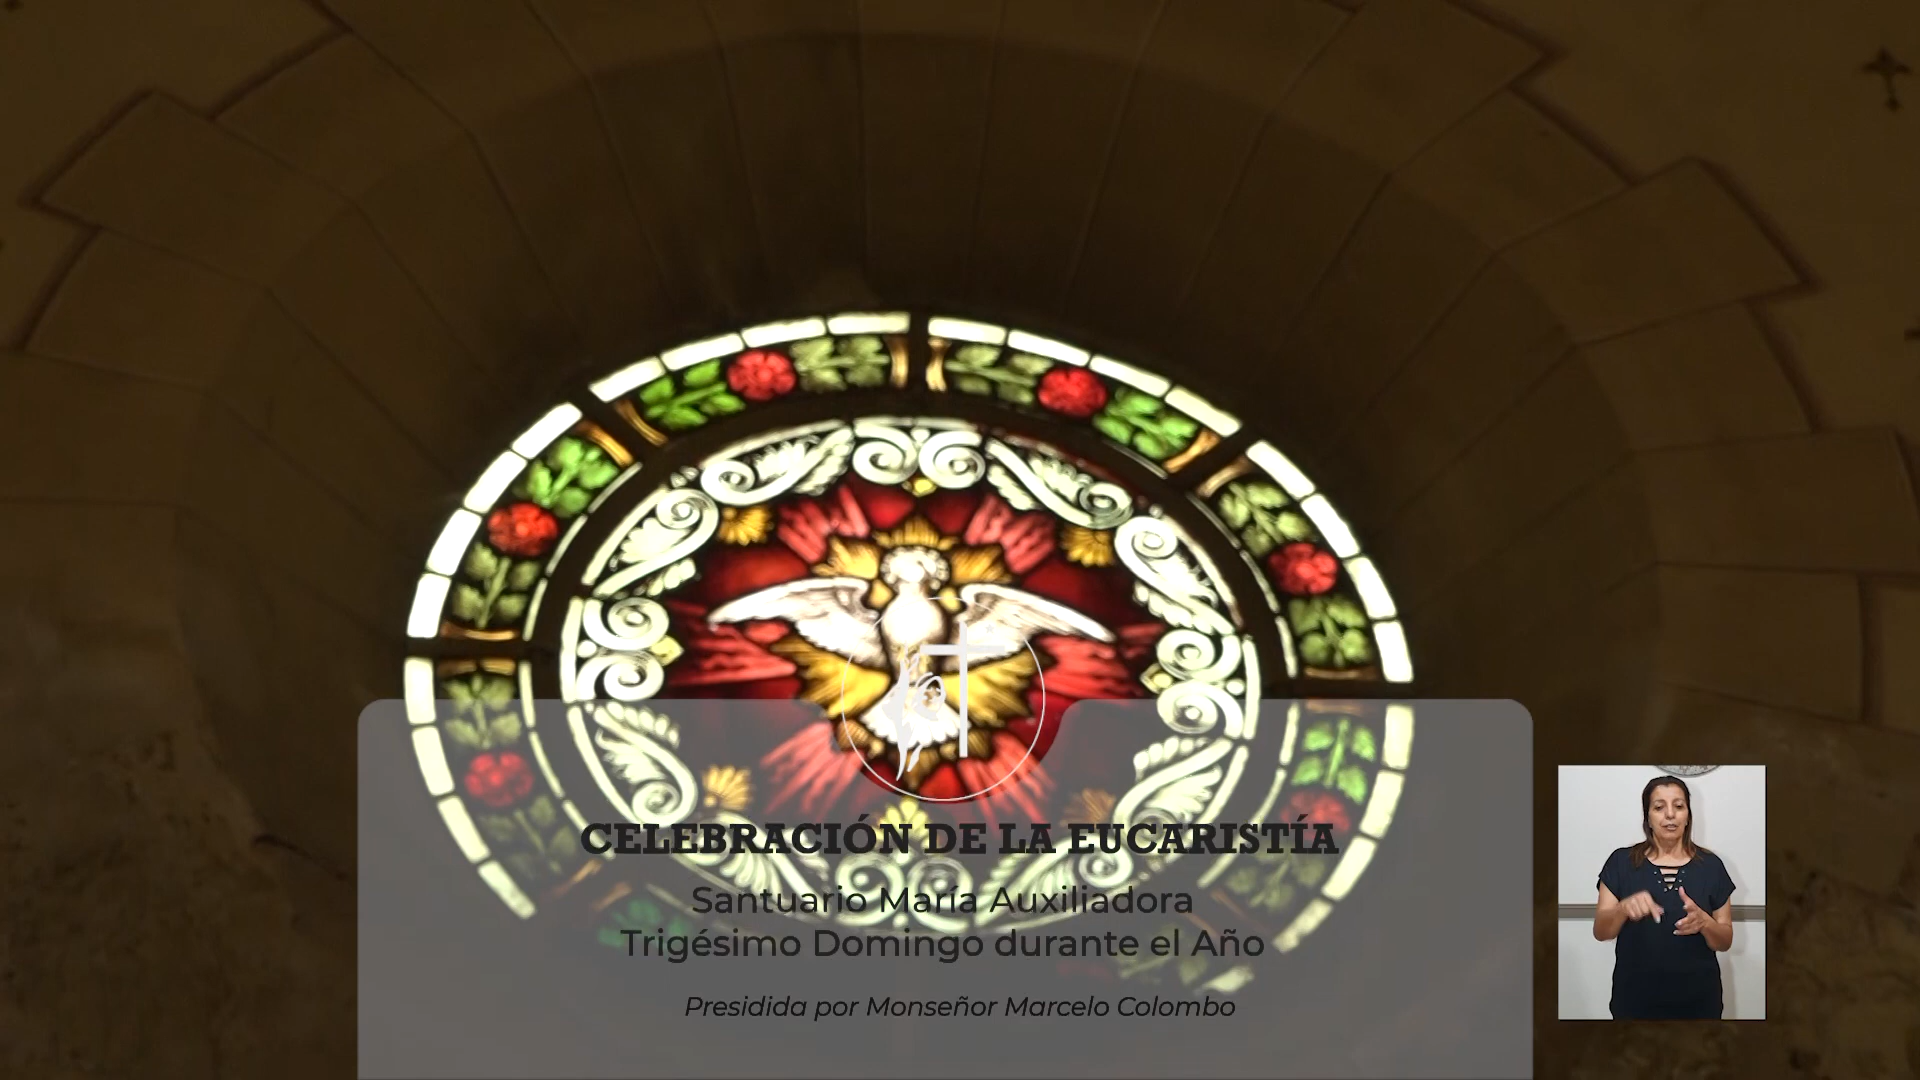 CELEBRACIÓN DE LA EUCARISTÍA
Santuario María Auxiliadora
Trigésimo Domingo durante el Año
Presidida por Monseñor Marcelo Colombo